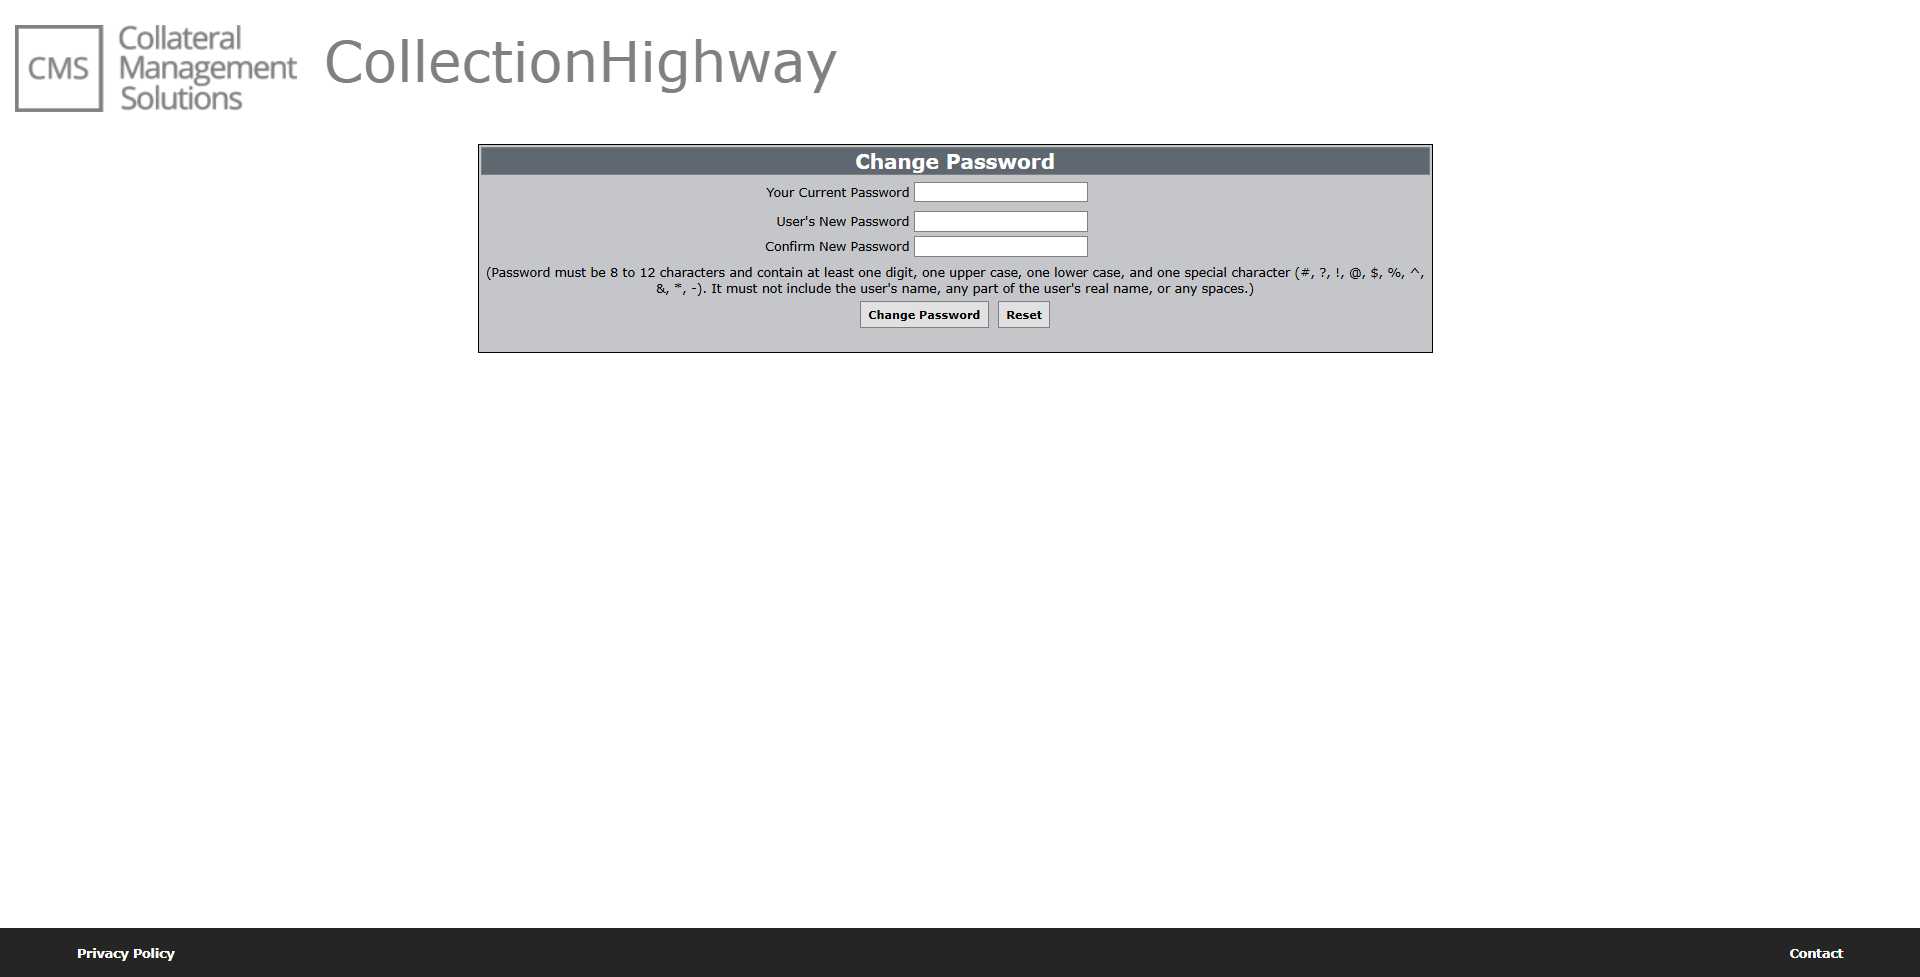 CMS
Collateral
Management
Solutions
CollectionHighway
Change Password
Your Current Password
User's New Password
Confirm New Password
(Password must be 8 to 12 characters and contain at least one digit, one upper case, one lower case, and one special character (#, ?, !, @, $, %, ^,
&, *, -). It must not include the user's name, any part of the user's real name, or any spaces.)
Change Password Reset
Privacy Policy Contact